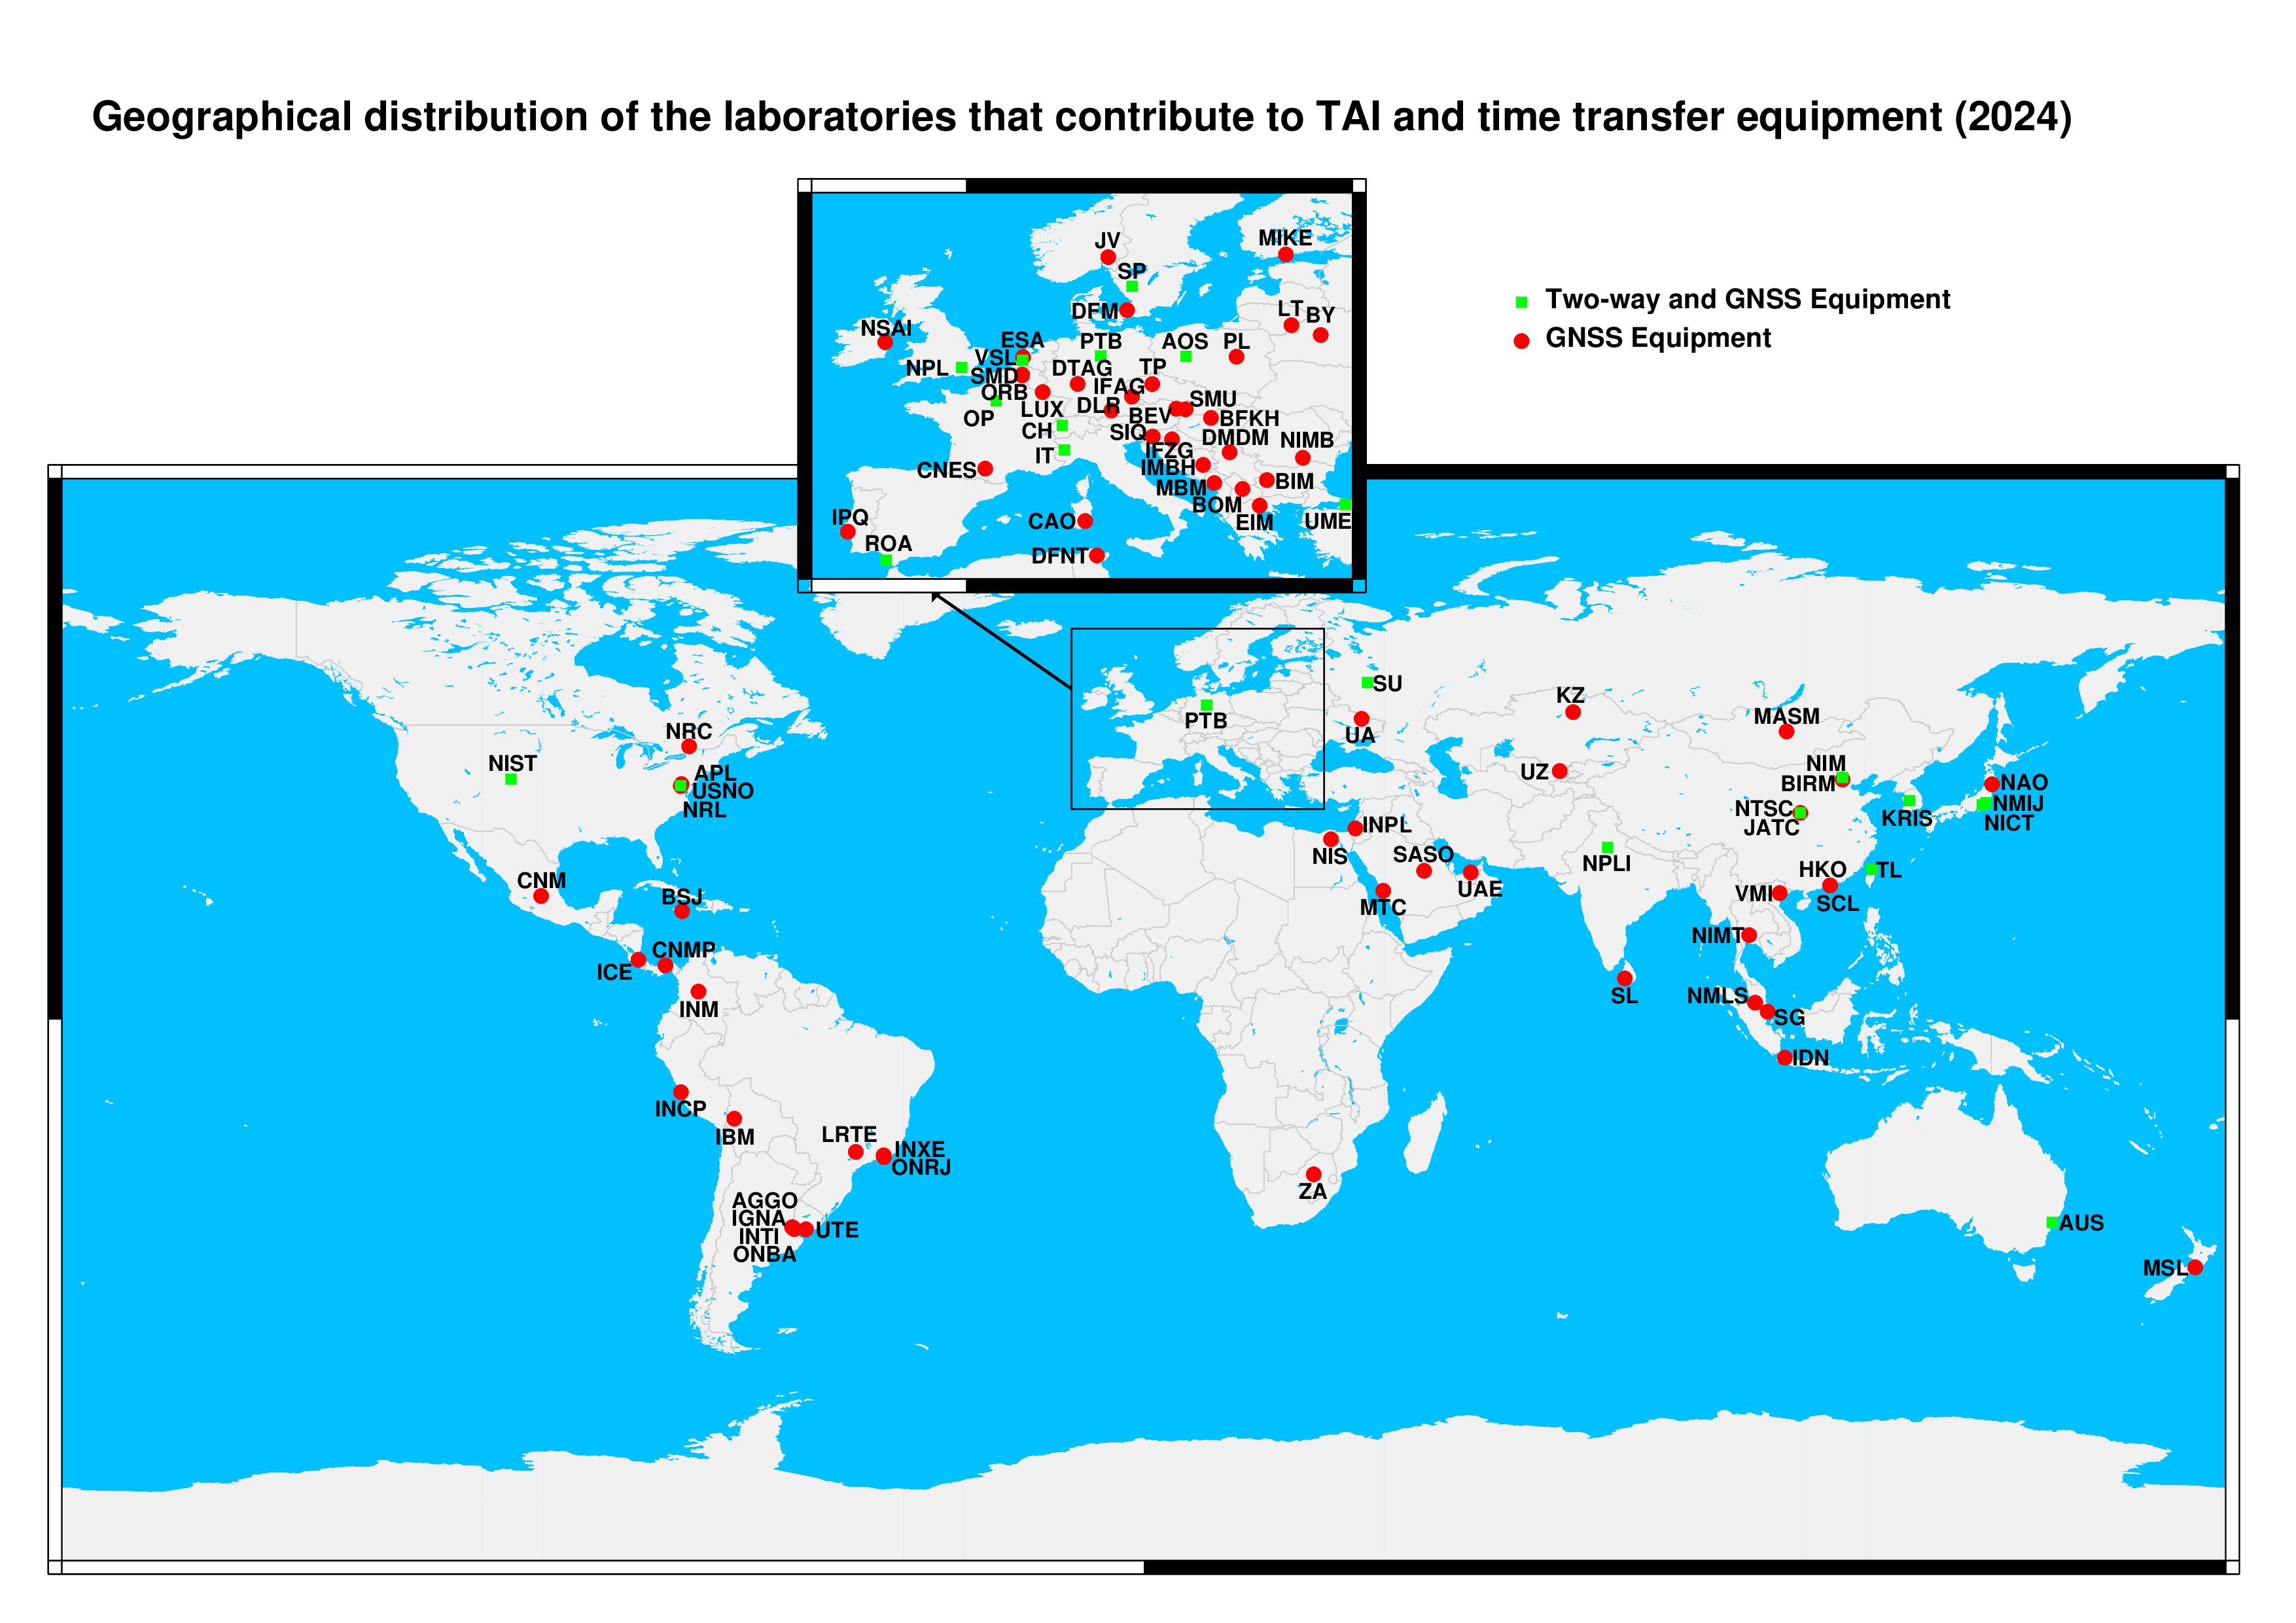 Geographical distribution of the laboratories that contribute to TAI and time transfer equipment (2024)
Two-way and GNSS Equipment
GNSS Equipment
JV
MIKE
SP
DFM
LT
BY
NSAI
ESA
PTB
AOS
PL
VSL
NPL
SMD
DTAG
TP
ORB
IFAG
OP
LUX
DLR
BEV
SMU
BFKH
CH
SIQ
DMDM
NIMB
IT
IFZG
IMBH
CNES
MBM
BIM
BOM
IPQ
CAO
EIM
UME
ROA
DFNT
SU
PTB
UA
KZ
MASM
NRC
NIST
APL
USNO
NRL
UZ
NIM
BIRM
NAO
NMIJ
NICT
KRIS
NTSC
JATC
INPL
NIS
SASO
UAE
MTC
NPLI
HKO
TL
SCL
VMI
CNM
BSJ
CNMP
ICE
INM
NIMT
SL
NMLS
SG
IDN
INCP
IBM
LRTE
INXE
ONRJ
ZA
AGGO
IGNA
INTI
ONBA
UTE
AUS
MSL